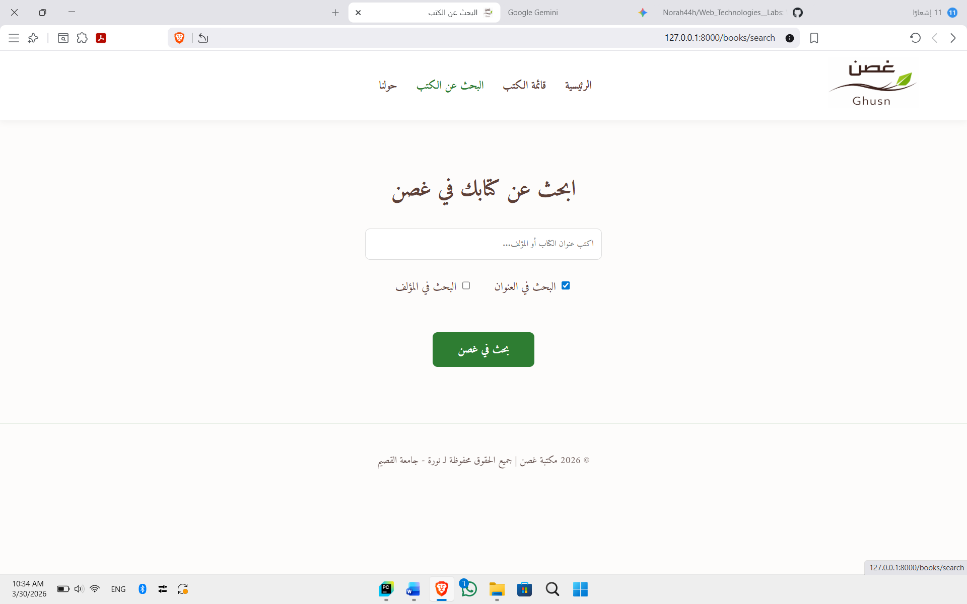 11 إشعارًا
11
Norah44h/Web_Technologies_Labs:
Google Gemini
البحث عن الكتب
127.0.0.1:8000/books/search
غصن
Ghusn
الرئيسية
قائمة الكتب
البحث عن الكتب
حولنا
ابحث عن كتابك في غصن
اكتب عنوان الكتاب أو المؤلف...
البحث في العنوان
البحث في المؤلف
بحث في غصن
© 2026 مكتبة غصن | جميع الحقوق محفوظة لـ نورة - جامعة القصيم
127.0.0.1:8000/books/search
10:34 AM
3/30/2026
ENG
PC
W
1